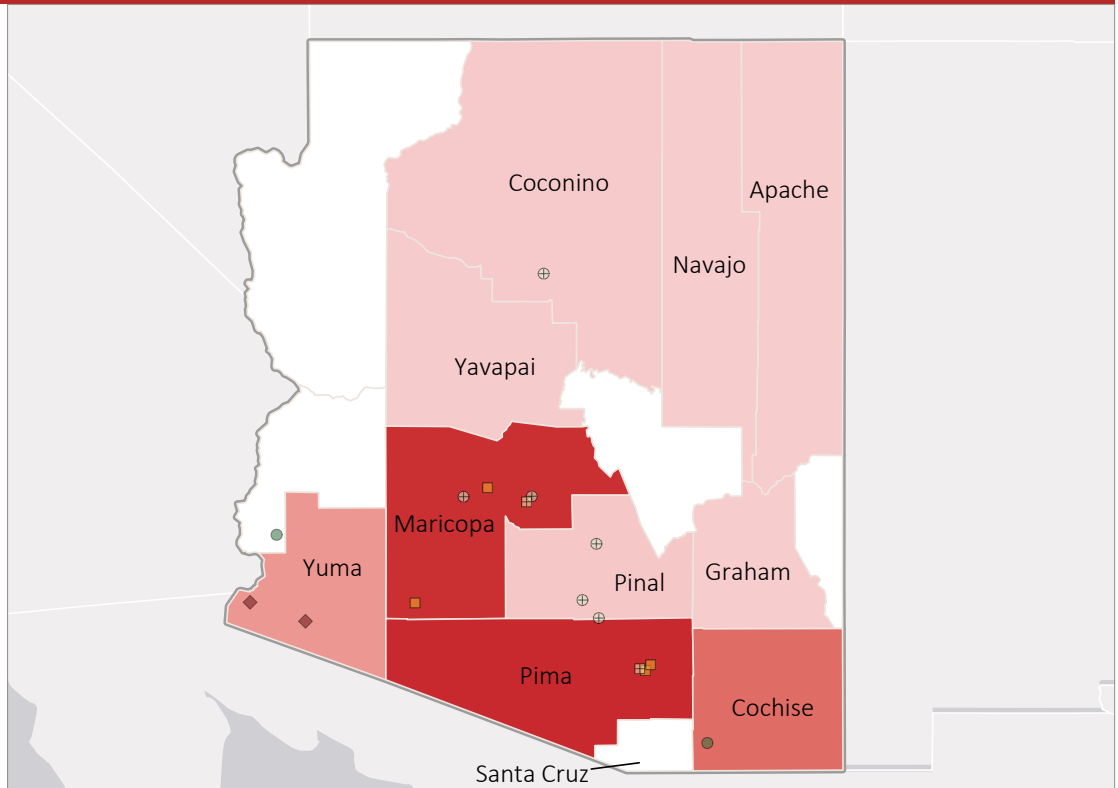 Coconino
Apache
Navajo
Yavapai
Maricopa
Yuma
Pinal
Graham
Pima
Cochise
Santa Cruz